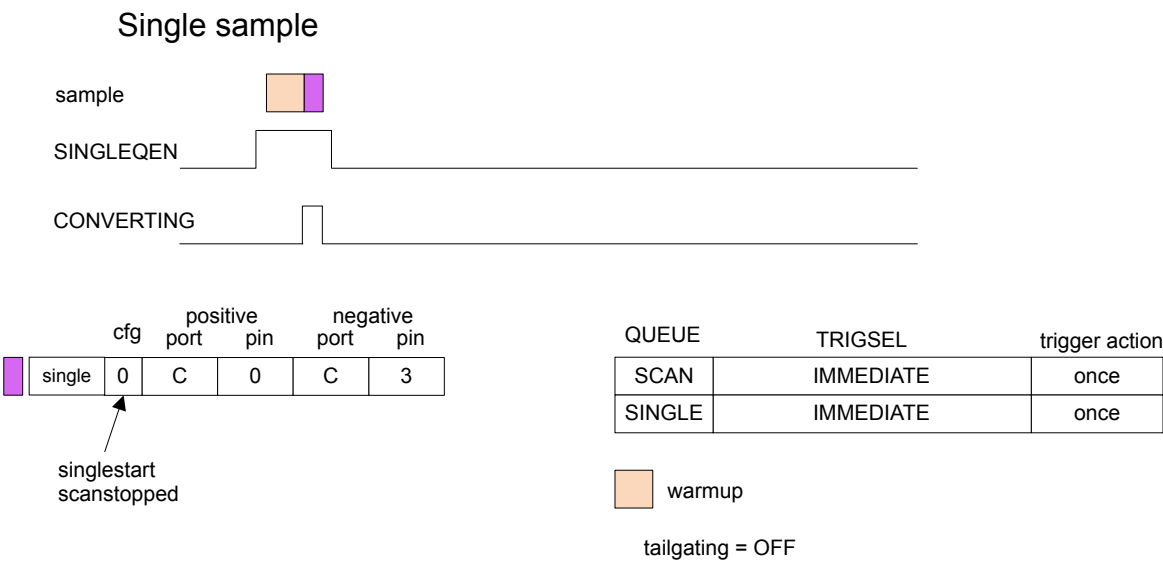 Single sample
sample
SINGLEQEN
CONVERTING
cfg positive port pin negative port pin
single 0 C 0 C 3
singlestart
scanstopped
QUEUE TRIGSEL trigger action
SCAN IMMEDIATE once
SINGLE IMMEDIATE once
warmup
tailgating = OFF